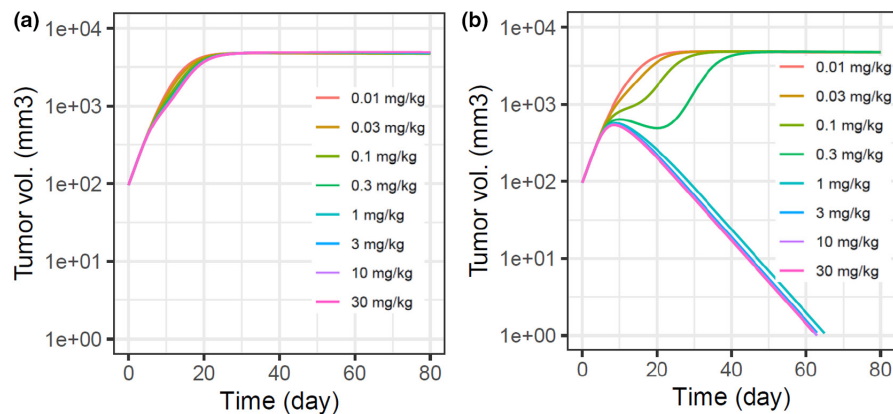 (a)
Tumor vol. (mm3)
1e+04
1e+03
1e+02
1e+01
1e+00
0.01 mg/kg
0.03 mg/kg
0.1 mg/kg
0.3 mg/kg
1 mg/kg
3 mg/kg
10 mg/kg
30 mg/kg
0 20 40 60 80
Time (day)
(b)
Tumor vol. (mm3)
1e+04
1e+03
1e+02
1e+01
1e+00
0.01 mg/kg
0.03 mg/kg
0.1 mg/kg
0.3 mg/kg
1 mg/kg
3 mg/kg
10 mg/kg
30 mg/kg
0 20 40 60 80
Time (day)